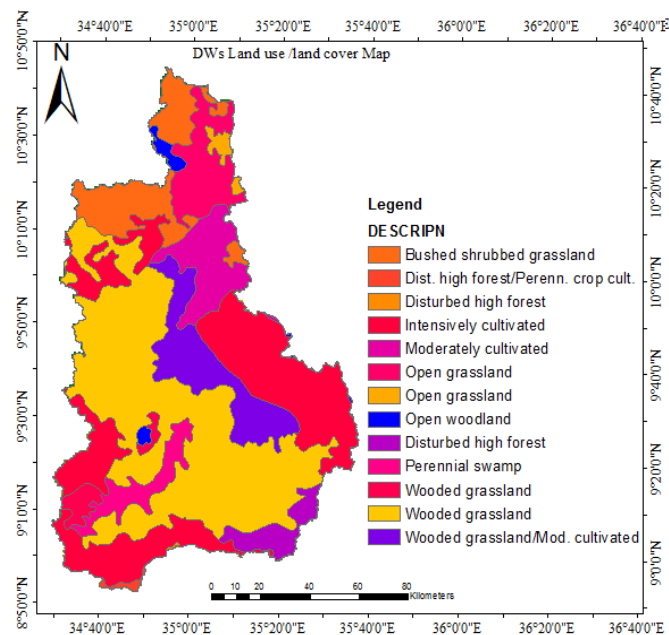 34°40'0"E 35°0'0"E 35°20'0"E 35°40'0"E 36°0'0"E 36°20'0"E 36°40'0"E
DWs Land use /land cover Map
N
10°50'0"N
10°30'0"N
10°10'0"N
9°50'0"N
9°30'0"N
9°10'0"N
8°50'0"N
10°40'0"N
10°20'0"N
10°0'0"N
9°40'0"N
9°20'0"N
9°0'0"N
Legend
DESCRIPN
Bushed shrubbed grassland
Dist. high forest/Perenn. crop cult.
Disturbed high forest
Intensively cultivated
Moderately cultivated
Open grassland
Open grassland
Open woodland
Disturbed high forest
Perennial swamp
Wooded grassland
Wooded grassland
Wooded grassland/Mod. cultivated
0 5 10 20 40 60 80
Kilometers
34°40'0"E 35°0'0"E 35°20'0"E 35°40'0"E 36°0'0"E 36°20'0"E 36°40'0"E